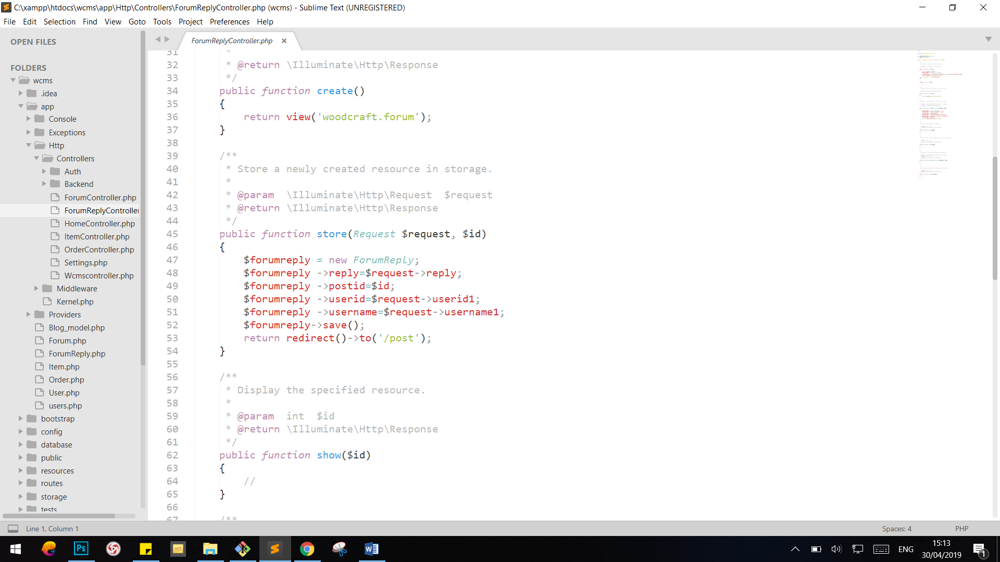 C:\xampp\htdocs\wcms\app\Http\Controllers\ForumReplyController.php (wcms) - Sublime Text (UNREGISTERED)
File Edit Selection Find View Goto Tools Project Preferences Help
OPEN FILES
FOLDERS
wcms
.idea
app
Console
Exceptions
Http
Controllers
Auth
Backend
ForumController.php
ForumReplyController
HomeController.php
ItemController.php
OrderController.php
Settings.php
Wcmscontroller.php
Middleware
Kernel.php
Providers
Blog_model.php
Forum.php
ForumReply.php
Item.php
Order.php
User.php
users.php
bootstrap
config
database
public
resources
routes
storage
tests
ForumReplyController.php ×
31 *
32 * @return \Illuminate\Http\Response
33 */
34 public function create()
35 {
36 return view('woodcraft.forum');
37 }
38
39 /**
40 * Store a newly created resource in storage.
41 *
42 * @param  \Illuminate\Http\Request  $request
43 * @return \Illuminate\Http\Response
44 */
45 public function store(Request $request, $id)
46 {
47 $forumreply = new ForumReply;
48 $forumreply ->reply=$request->reply;
49 $forumreply ->postid=$id;
50 $forumreply ->userid=$request->userid1;
51 $forumreply ->username=$request->username1;
52 $forumreply->save();
53 return redirect()->to('/post');
54 }
55
56 /**
57 * Display the specified resource.
58 *
59 * @param  int  $id
60 * @return \Illuminate\Http\Response
61 */
62 public function show($id)
63 {
64 //
65 }
66
67 /**
Line 1, Column 1
Spaces: 4
PHP
Ps
ENG
15:13
30/04/2019
1